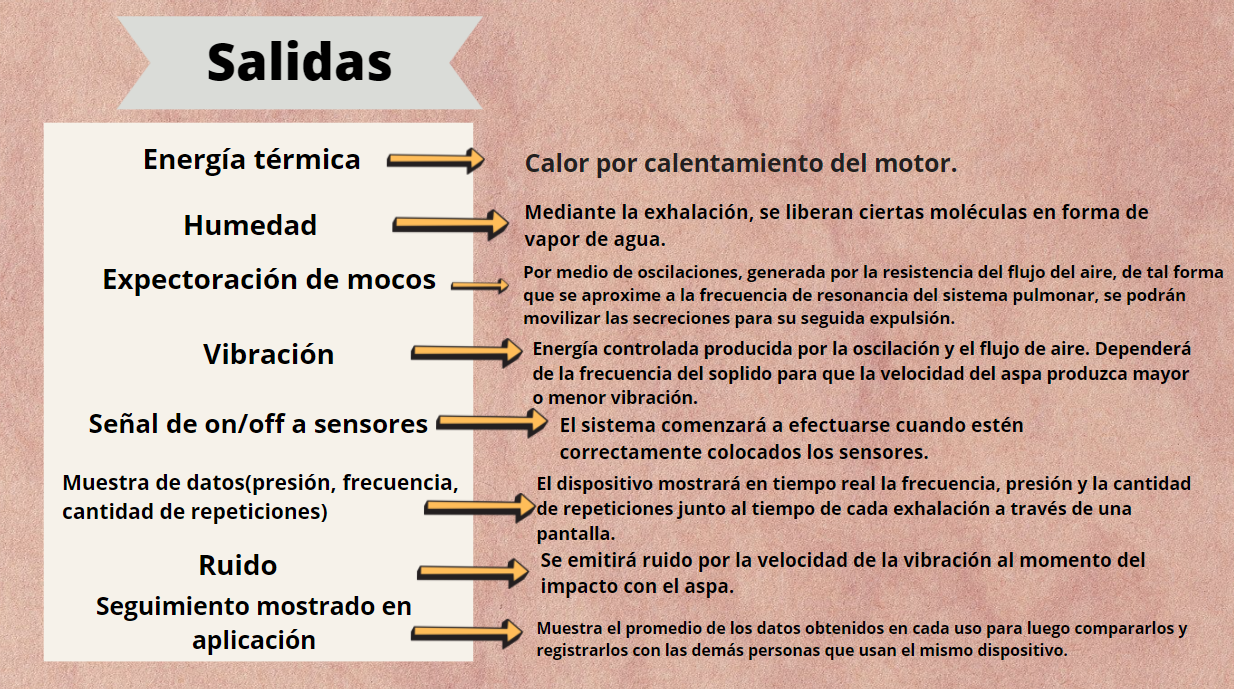 Salidas
Energía térmica
Calor por calentamiento del motor.
Humedad
Mediante la exhalación, se liberan ciertas moléculas en forma de
vapor de agua.
Expectoración de mocos
Por medio de oscilaciones, generada por la resistencia del flujo del aire, de tal forma
que se aproxime a la frecuencia de resonancia del sistema pulmonar, se podrán
movilizar las secreciones para su seguida expulsión.
Vibración
Energía controlada producida por la oscilación y el flujo de aire. Dependerá
de la frecuencia del soplido para que la velocidad del aspa produzca mayor
o menor vibración.
Señal de on/off a sensores
El sistema comenzará a efectuarse cuando estén
correctamente colocados los sensores.
Muestra de datos(presión, frecuencia,
cantidad de repeticiones)
El dispositivo mostrará en tiempo real la frecuencia, presión y la cantidad
de repeticiones junto al tiempo de cada exhalación a través de una
pantalla.
Ruido
Se emitirá ruido por la velocidad de la vibración al momento del
impacto con el aspa.
Seguimiento mostrado en
aplicación
Muestra el promedio de los datos obtenidos en cada uso para luego compararlos y
registrarlos con las demás personas que usan el mismo dispositivo.